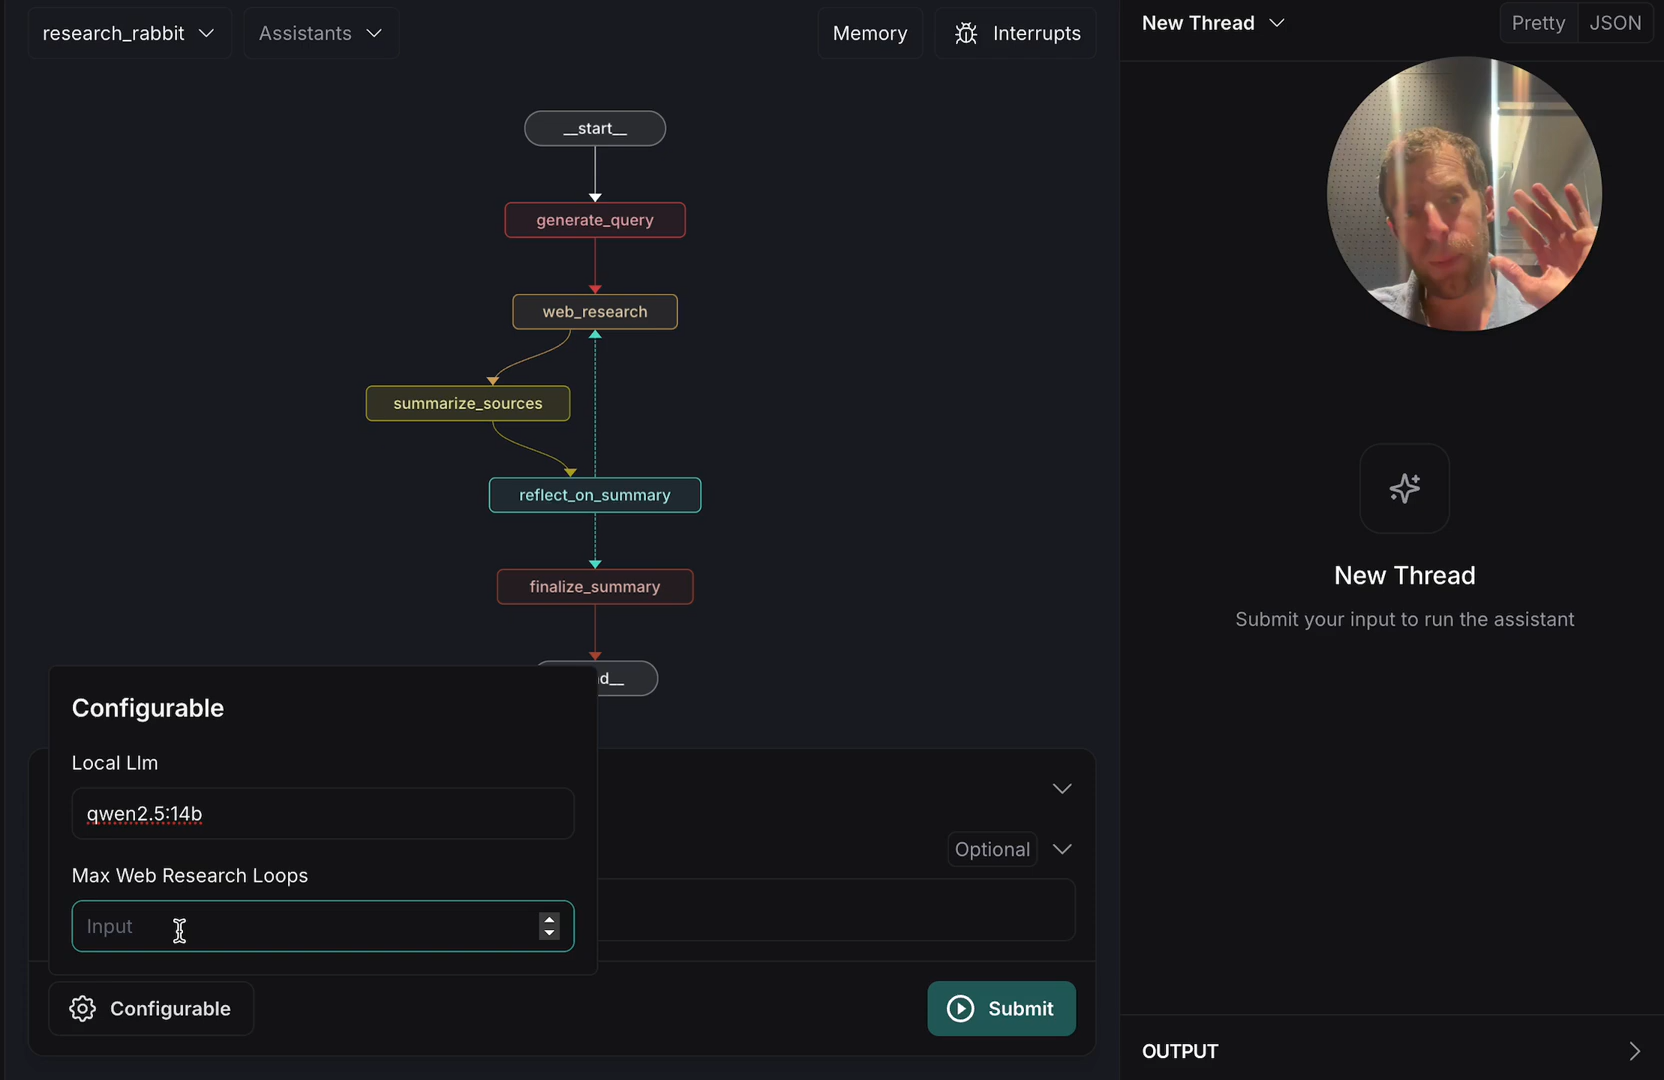 research_rabbit
Assistants
Memory
Interrupts
New Thread
Pretty
JSON
__start__
generate_query
web_research
summarize_sources
reflect_on_summary
finalize_summary
d__
New Thread
Submit your input to run the assistant
Configurable
Local Llm
qwen2.5:14b
Optional
Max Web Research Loops
Input
Configurable
Submit
OUTPUT